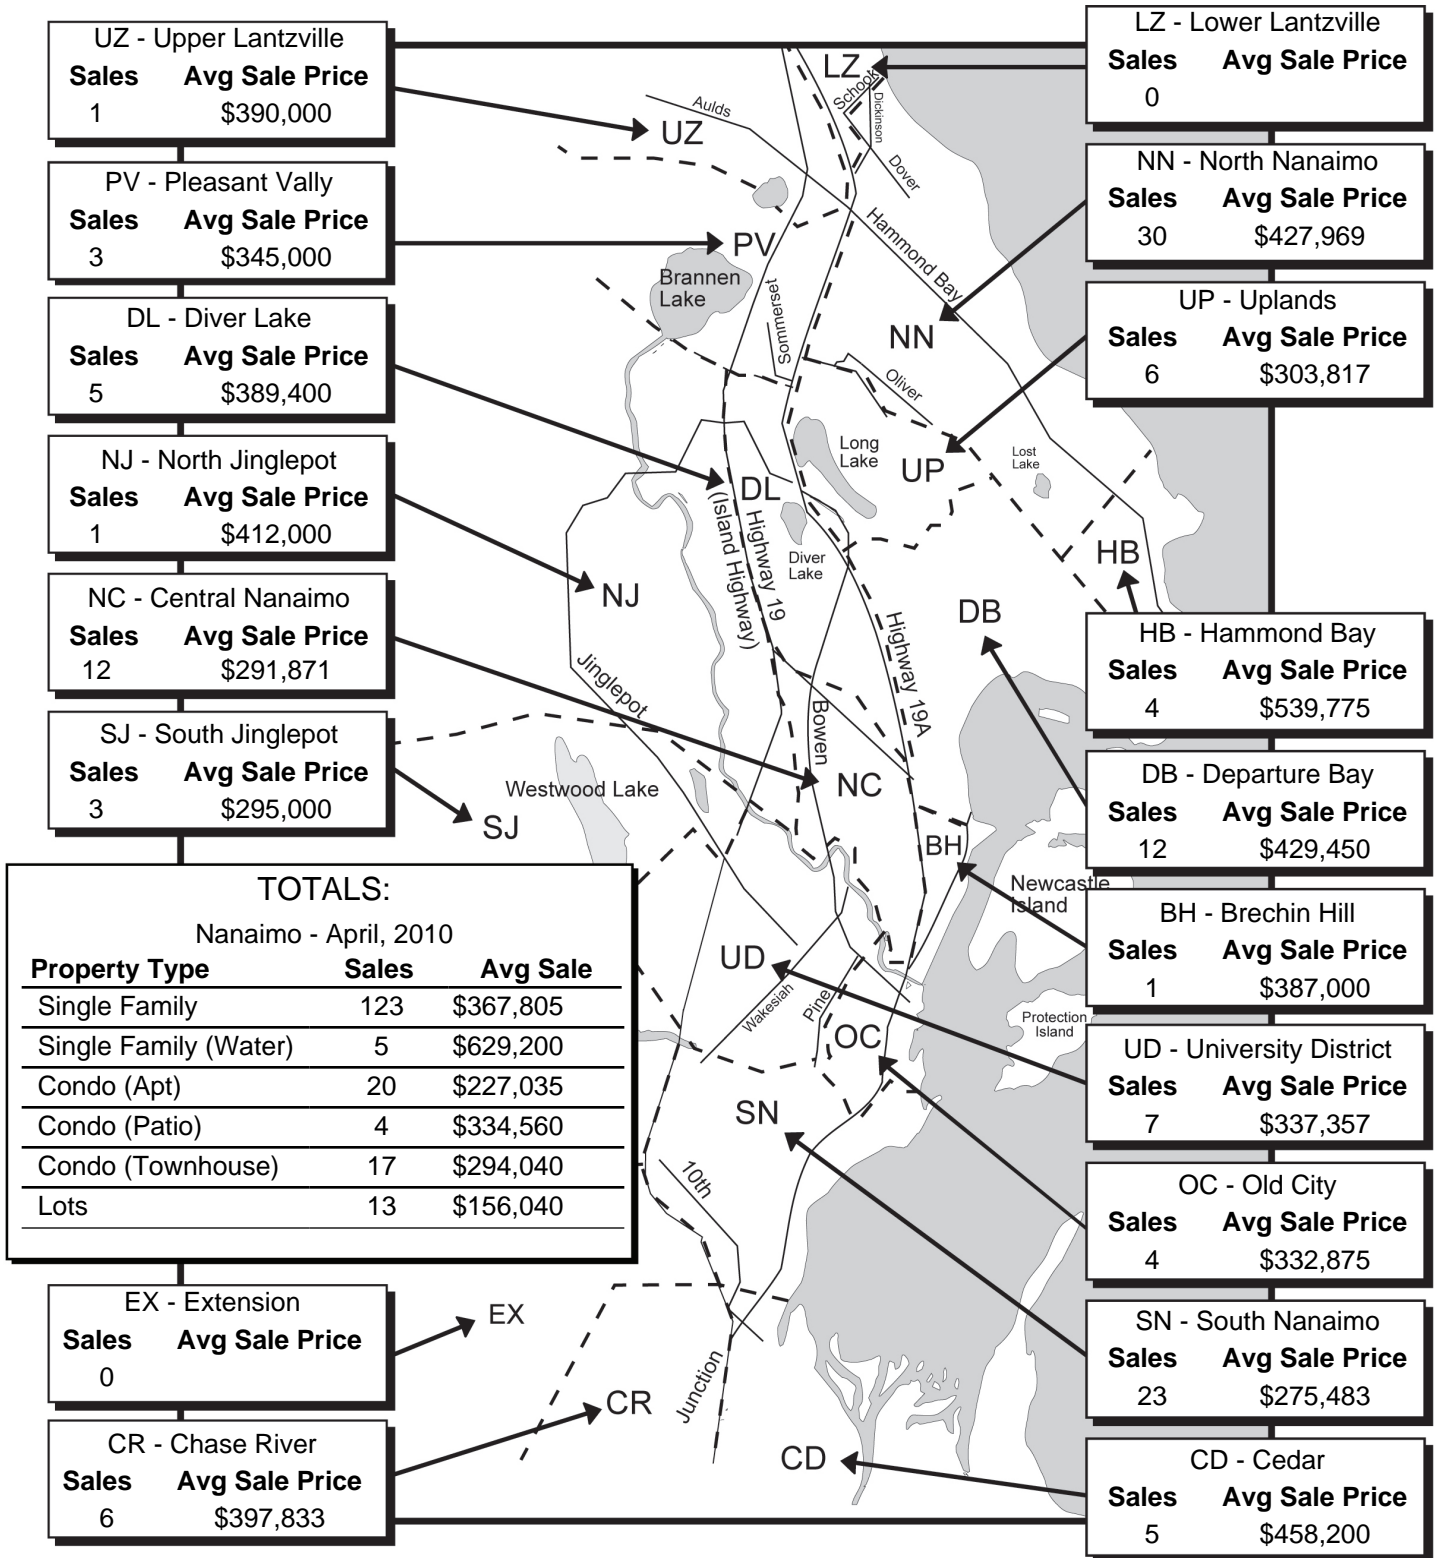 UZ - Upper Lantzville
Sales Avg Sale Price
1 $390,000
PV - Pleasant Vally
Sales Avg Sale Price
3 $345,000
DL - Diver Lake
Sales Avg Sale Price
5 $389,400
NJ - North Jinglepot
Sales Avg Sale Price
1 $412,000
NC - Central Nanaimo
Sales Avg Sale Price
12 $291,871
SJ - South Jinglepot
Sales Avg Sale Price
3 $295,000
TOTALS:
Nanaimo - April, 2010
Property Type Sales Avg Sale
Single Family 123 $367,805
Single Family (Water) 5 $629,200
Condo (Apt) 20 $227,035
Condo (Patio) 4 $334,560
Condo (Townhouse) 17 $294,040
Lots 13 $156,040
EX - Extension
Sales Avg Sale Price
0
CR - Chase River
Sales Avg Sale Price
6 $397,833
LZ
School
Dickinson
Aulds
UZ
Dover
Hammond Bay
PV
Brannen
Lake
Sommerset
NN
Oliver
Long
Lake
UP
Lost
Lake
DL
Highway 19
(Island Highway)
Diver
Lake
HB
NJ
DB
Highway 19A
Jinglepot
Bowen
Westwood Lake
NC
SJ
BH
Newcastle
Island
UD
Wakesiah
Pine
Protection
Island
OC
SN
10th
EX
Junction
CR
CD
LZ - Lower Lantzville
Sales Avg Sale Price
0
NN - North Nanaimo
Sales Avg Sale Price
30 $427,969
UP - Uplands
Sales Avg Sale Price
6 $303,817
HB - Hammond Bay
Sales Avg Sale Price
4 $539,775
DB - Departure Bay
Sales Avg Sale Price
12 $429,450
BH - Brechin Hill
Sales Avg Sale Price
1 $387,000
UD - University District
Sales Avg Sale Price
7 $337,357
OC - Old City
Sales Avg Sale Price
4 $332,875
SN - South Nanaimo
Sales Avg Sale Price
23 $275,483
CD - Cedar
Sales Avg Sale Price
5 $458,200